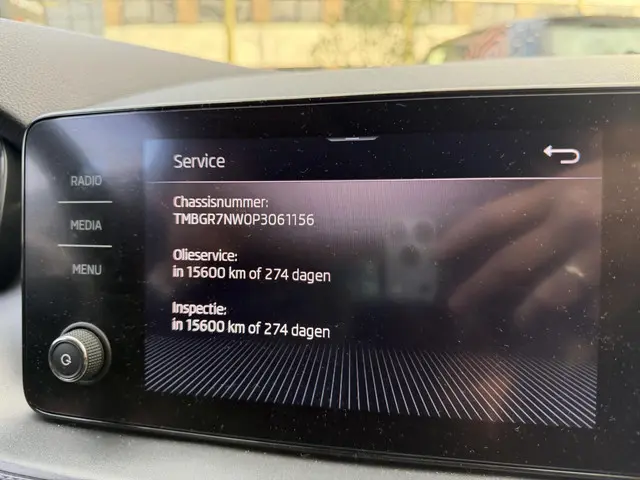 Service
RADIO
MEDIA
MENU
Chassisnummer:
TMBGR7NW0P3061156
Olieservice:
in 15600 km of 274 dagen
Inspectie:
in 15600 km of 274 dagen